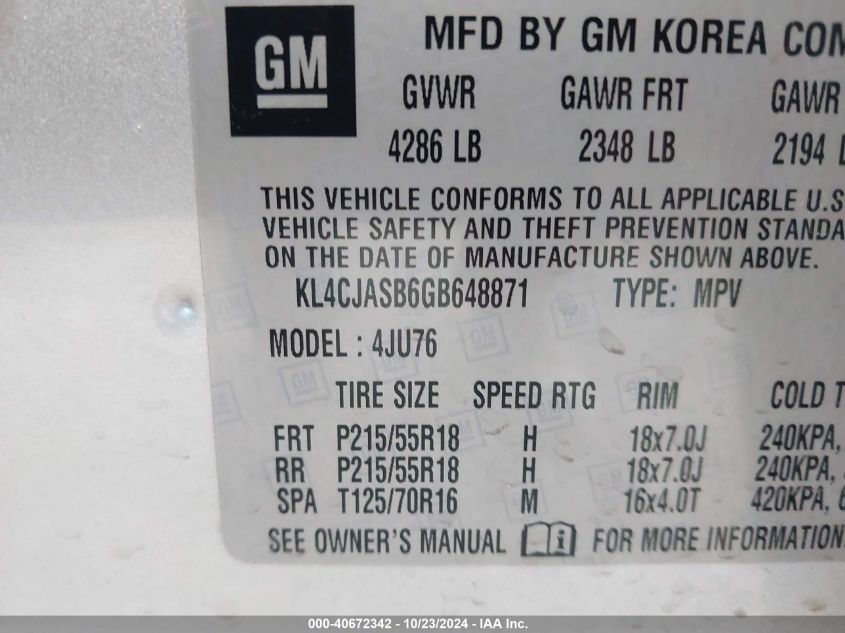 GM
MFD BY GM KOREA COM
GVWR GAWR FRT GAWR
4286 LB 2348 LB 2194 L
THIS VEHICLE CONFORMS TO ALL APPLICABLE U.S
VEHICLE SAFETY AND THEFT PREVENTION STANDA
ON THE DATE OF MANUFACTURE SHOWN ABOVE.
KL4CJASB6GB648871 TYPE: MPV
MODEL : 4JU76
TIRE SIZE SPEED RTG RIM COLD T
FRT P215/55R18 H 18x7.0J 240KPA,
RR P215/55R18 H 18x7.0J 240KPA,
SPA T125/70R16 M 16x4.0T 420KPA, 6
SEE OWNER'S MANUAL i FOR MORE INFORMATION
000-40672342 / 10/23/2024 - IAA Inc.